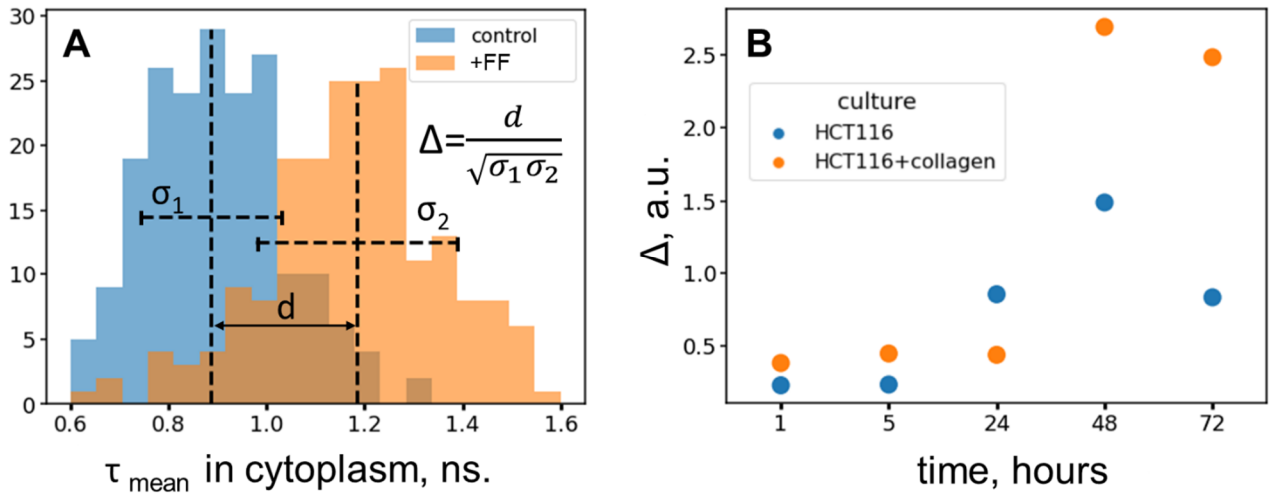 A
control
+FF
Δ=d/√σ₁σ₂
σ₁
σ₂
d
30
25
20
15
10
5
0
0.6 0.8 1.0 1.2 1.4 1.6
τ mean in cytoplasm, ns.
B
culture
HCT116
HCT116+collagen
2.5
2.0
1.5
1.0
0.5
Δ, a.u.
1 5 24 48 72
time, hours